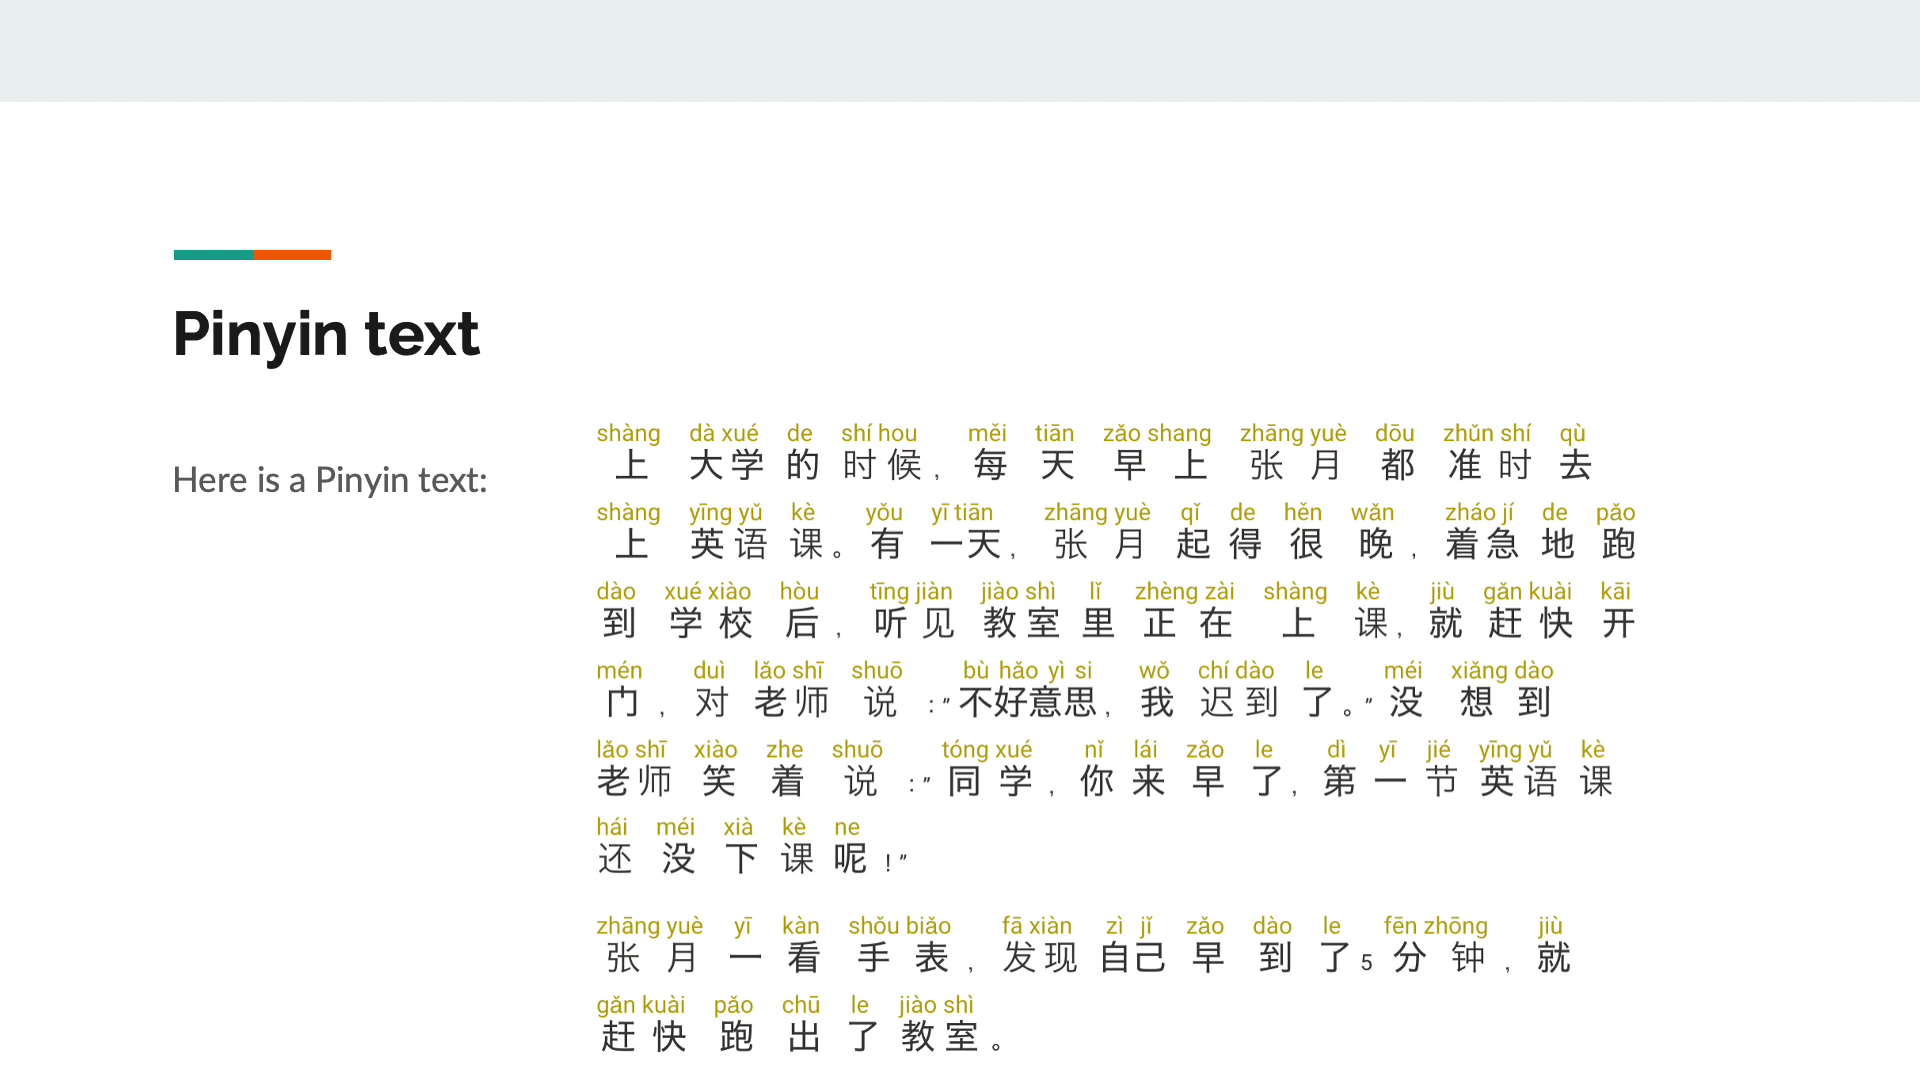 Pinyin text
Here is a Pinyin text:
shàng dà xué de shí hou měi tiān zǎo shang zhāng yuè dōu zhǔn shí qù
上 大学 的 时候, 每 天 早上 张月 都 准时 去
shàng yīng yǔ kè yǒu yī tiān zhāng yuè qǐ de hěn wǎn zháo jí de pǎo
上 英语 课。有 一天, 张月 起 得 很 晚, 着急 地 跑
dào xué xiào hòu tīng jiàn jiào shì lǐ zhèng zài shàng kè jiù gǎn kuài kāi
到 学校 后, 听见 教室 里 正在 上 课, 就 赶快 开
mén duì lǎo shī shuō bù hǎo yì si wǒ chí dào le méi xiǎng dào
门, 对 老师 说 :"不好意思, 我 迟到 了。"没 想到
lǎo shī xiào zhe shuō tóng xué nǐ lái zǎo le dì yī jié yīng yǔ kè
老师 笑 着 说 :"同学, 你 来 早 了, 第 一 节 英语 课
hái méi xià kè ne
还 没 下 课 呢 !"
zhāng yuè yī kàn shǒu biǎo fā xiàn zì jǐ zǎo dào le fēn zhōng jiù
张月 一 看 手表, 发现 自己 早 到 了 5 分钟, 就
gǎn kuài pǎo chū le jiào shì
赶快 跑 出 了 教室。